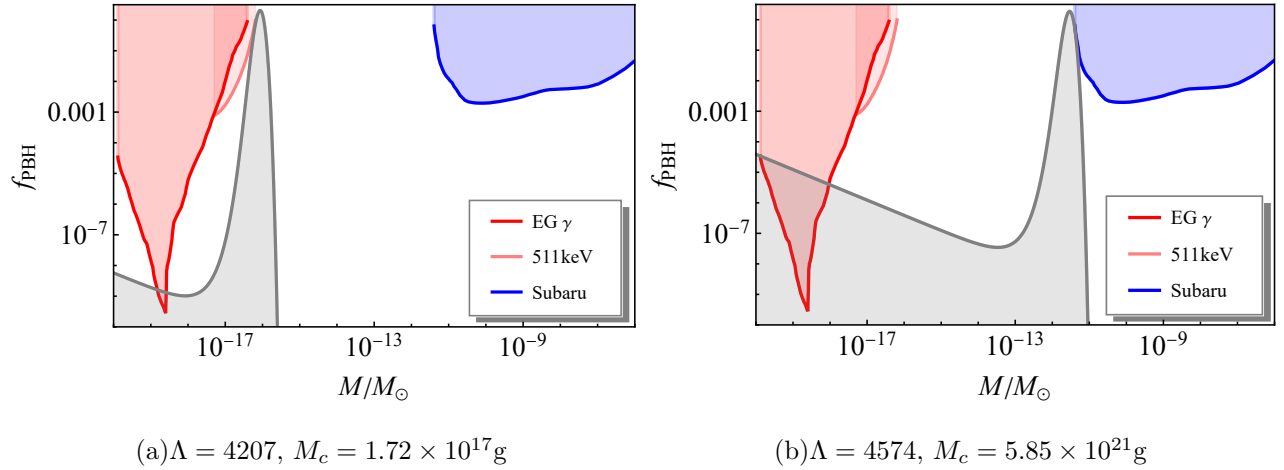 f_PBH
0.001
10^-7
10^-17
10^-13
10^-9
M/M_⊙
EG γ
511keV
Subaru
(a)Λ = 4207, M_c = 1.72 × 10^17g
f_PBH
0.001
10^-7
10^-17
10^-13
10^-9
M/M_⊙
EG γ
511keV
Subaru
(b)Λ = 4574, M_c = 5.85 × 10^21g